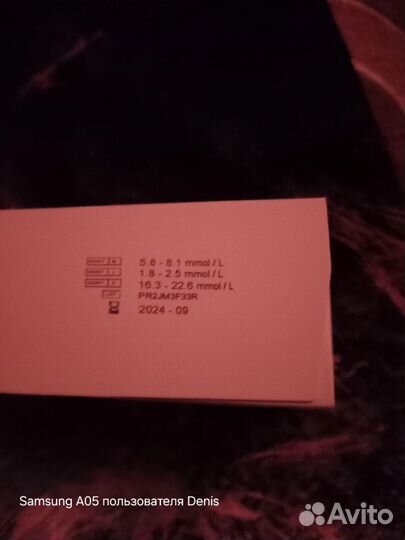 5.8 - 8.1 mmol / L
1.8 - 2.5 mmol / L
16.3 - 22.6 mmol / L
LOT PR2JM3F33R
2024 - 09
Samsung A05 пользователя Denis
Avito